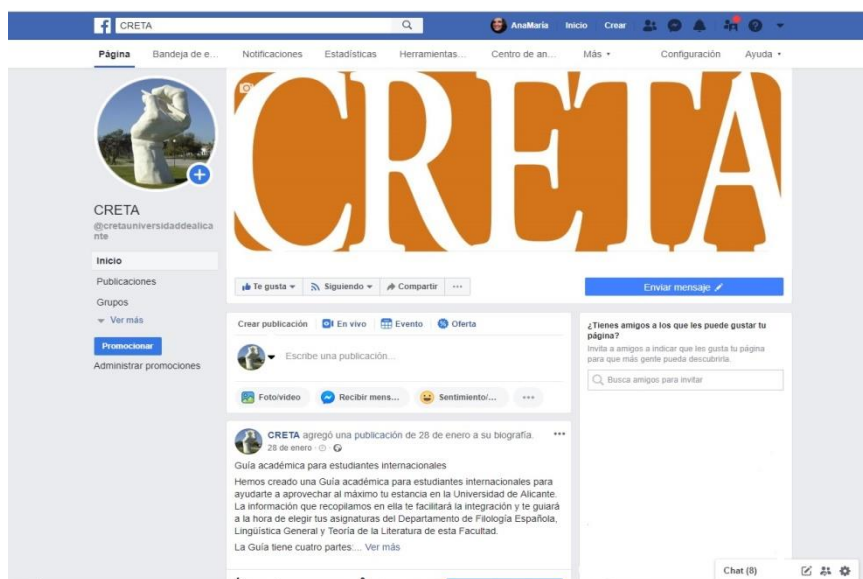 CRETA
AnaMaria Inicio Crear
Página Bandeja de e... Notificaciones Estadísticas Herramientas... Centro de an... Más Configuración Ayuda
CRETA
CRETA
@cretauniversidaddealica
nte
Inicio
Publicaciones
Grupos
Ver más
Promocionar
Administrar promociones
Te gusta Siguiendo Compartir ...
Enviar mensaje
Crear publicación En vivo Evento Oferta
Escribe una publicación...
Foto/video Recibir mens... Sentimiento/... ...
¿Tienes amigos a los que les puede gustar tu
página?
Invita a amigos a indicar que les gusta tu página
para que más gente pueda descubrirla.
Busca amigos para invitar
CRETA agregó una publicación de 28 de enero a su biografía. ...
28 de enero
Guía académica para estudiantes internacionales
Hemos creado una Guía académica para estudiantes internacionales para
ayudarte a aprovechar al máximo tu estancia en la Universidad de Alicante.
La información que recopilamos en ella te facilitará la integración y te guiará
a la hora de elegir tus asignaturas del Departamento de Filología Española,
Lingüística General y Teoría de la Literatura de esta Facultad.
La Guía tiene cuatro partes:... Ver más
Chat (8)